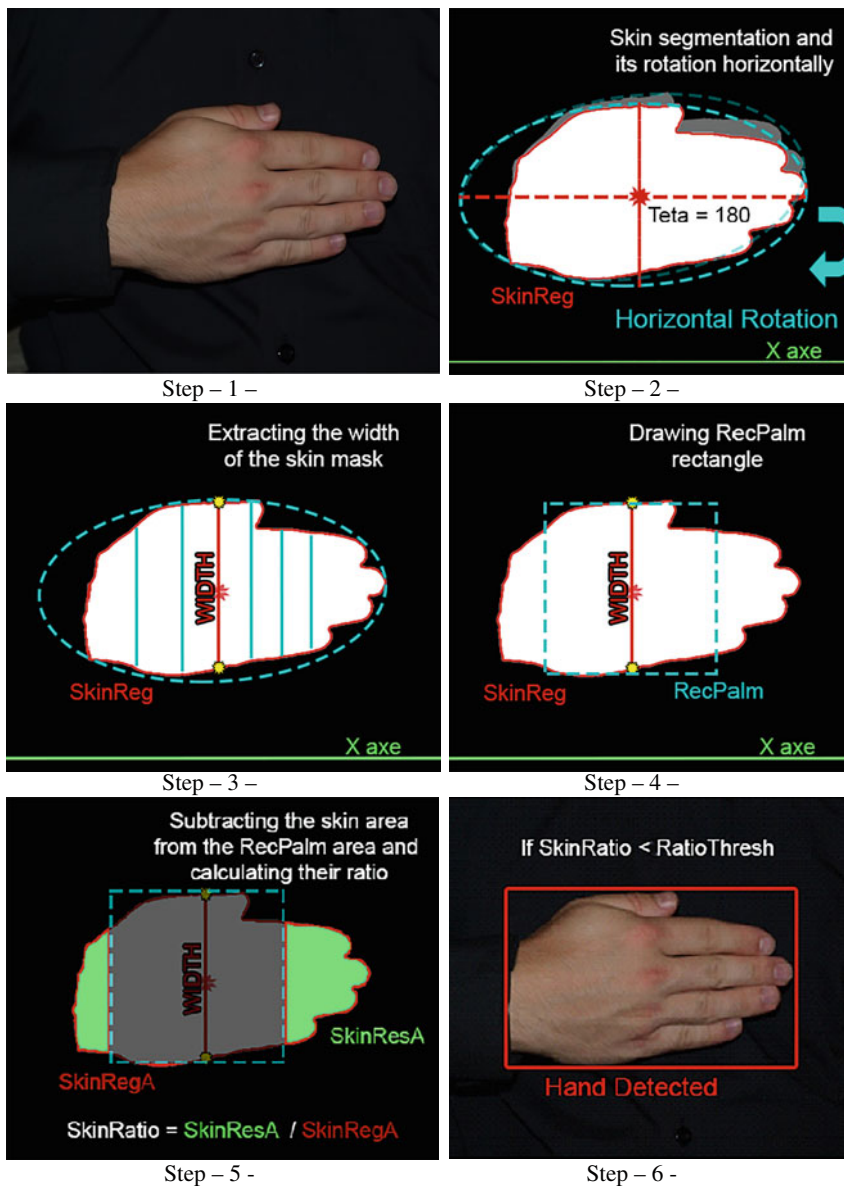 Step – 1 –
Skin segmentation and
its rotation horizontally
Teta = 180
SkinReg
Horizontal Rotation
X axe
Step – 2 –
Extracting the width
of the skin mask
WIDTH
SkinReg
X axe
Step – 3 –
Drawing RecPalm
rectangle
WIDTH
SkinReg
RecPalm
X axe
Step – 4 –
Subtracting the skin area
from the RecPalm area and
calculating their ratio
WIDTH
SkinResA
SkinRegA
SkinRatio = SkinResA / SkinRegA
Step – 5 -
If SkinRatio < RatioThresh
Hand Detected
Step – 6 -